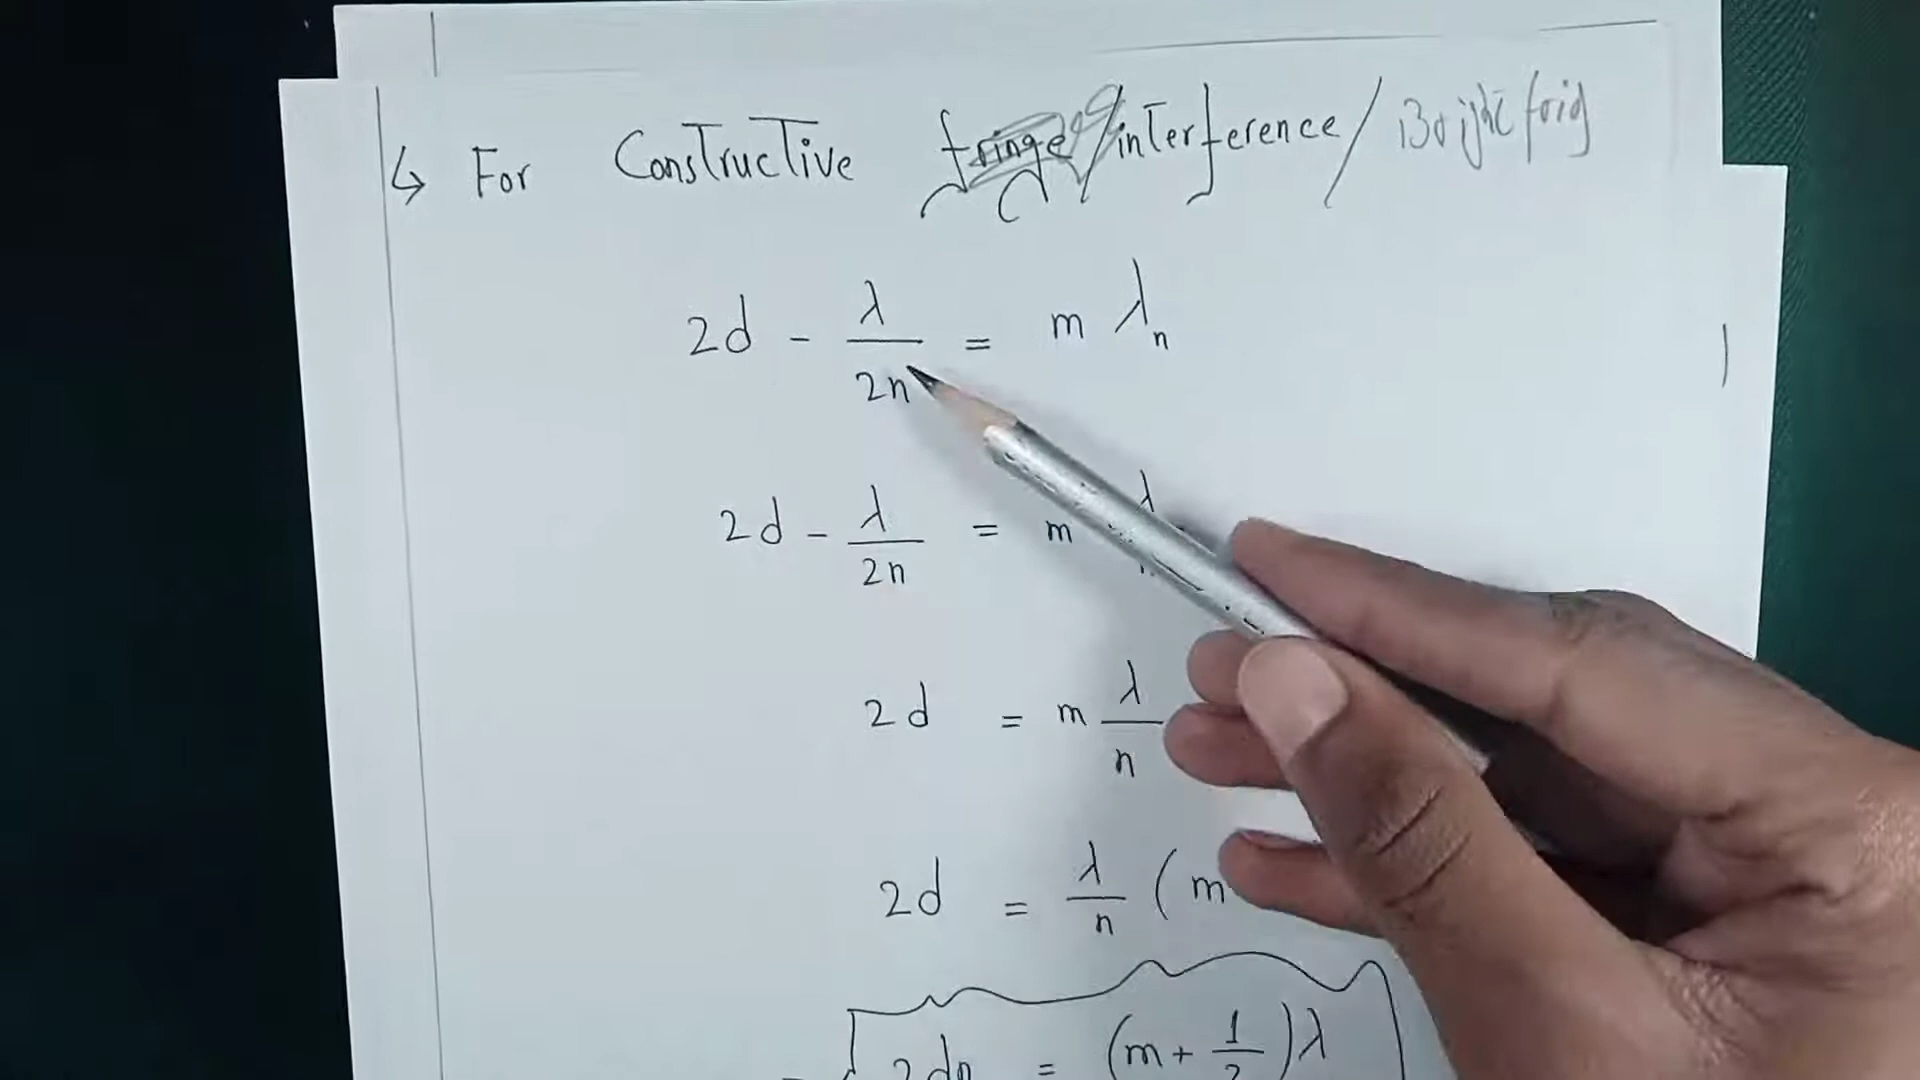 ↳ For Constructive fringe / interference / Bright fring
2d - λ/2n = m λₙ
2d - λ/2n = m λ
2d = m λ/n
2d = λ/n (m
2dn = (m + 1/2) λ